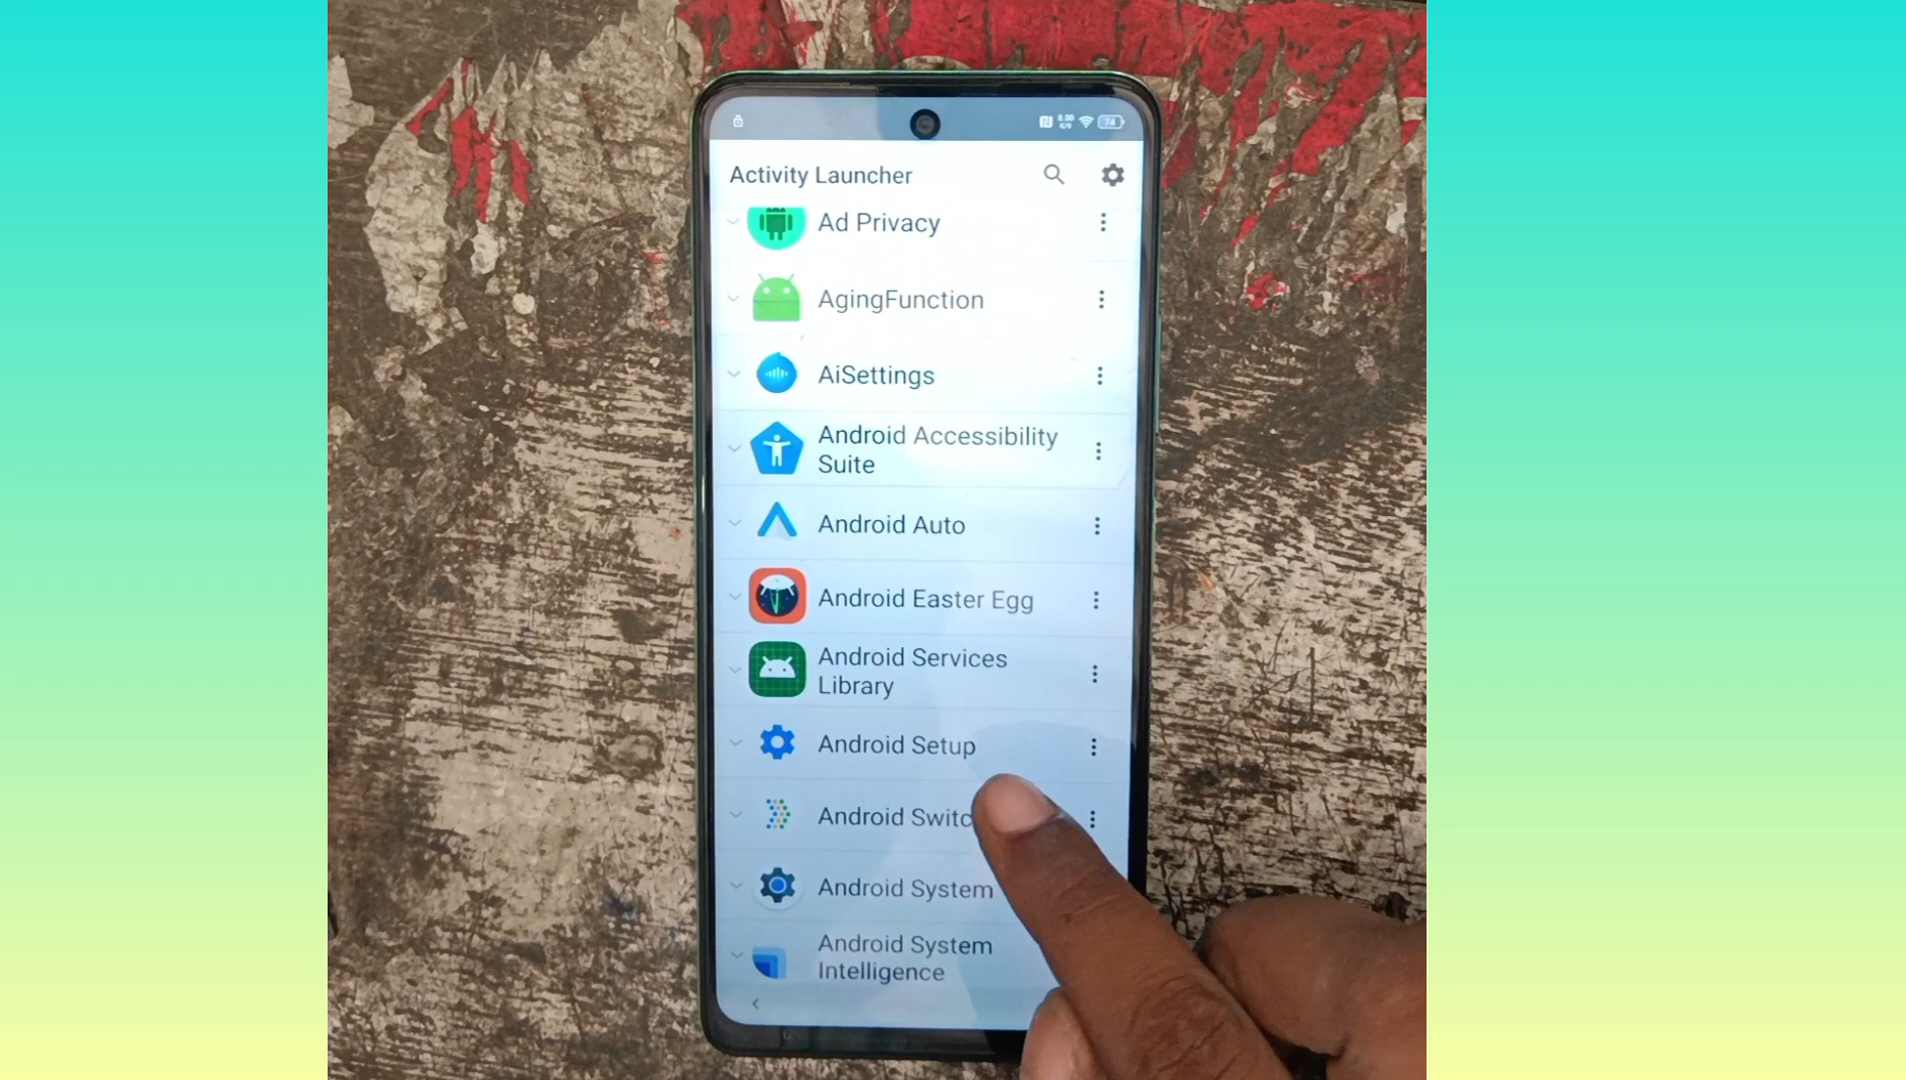 74
Activity Launcher
Ad Privacy
AgingFunction
AiSettings
Android Accessibility
Suite
Android Auto
Android Easter Egg
Android Services
Library
Android Setup
Android Switc
Android System
Android System
Intelligence